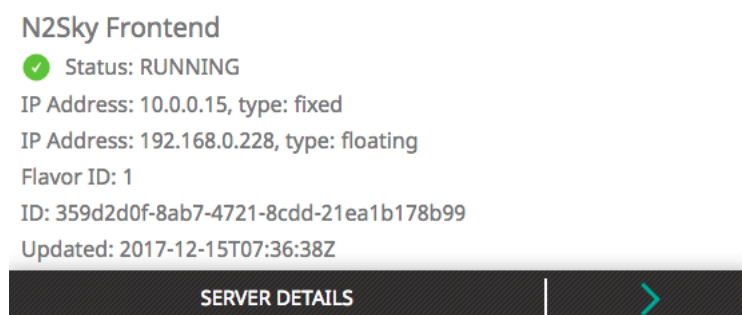 N2Sky Frontend
Status: RUNNING
IP Address: 10.0.0.15, type: fixed
IP Address: 192.168.0.228, type: floating
Flavor ID: 1
ID: 359d2d0f-8ab7-4721-8cdd-21ea1b178b99
Updated: 2017-12-15T07:36:38Z
SERVER DETAILS